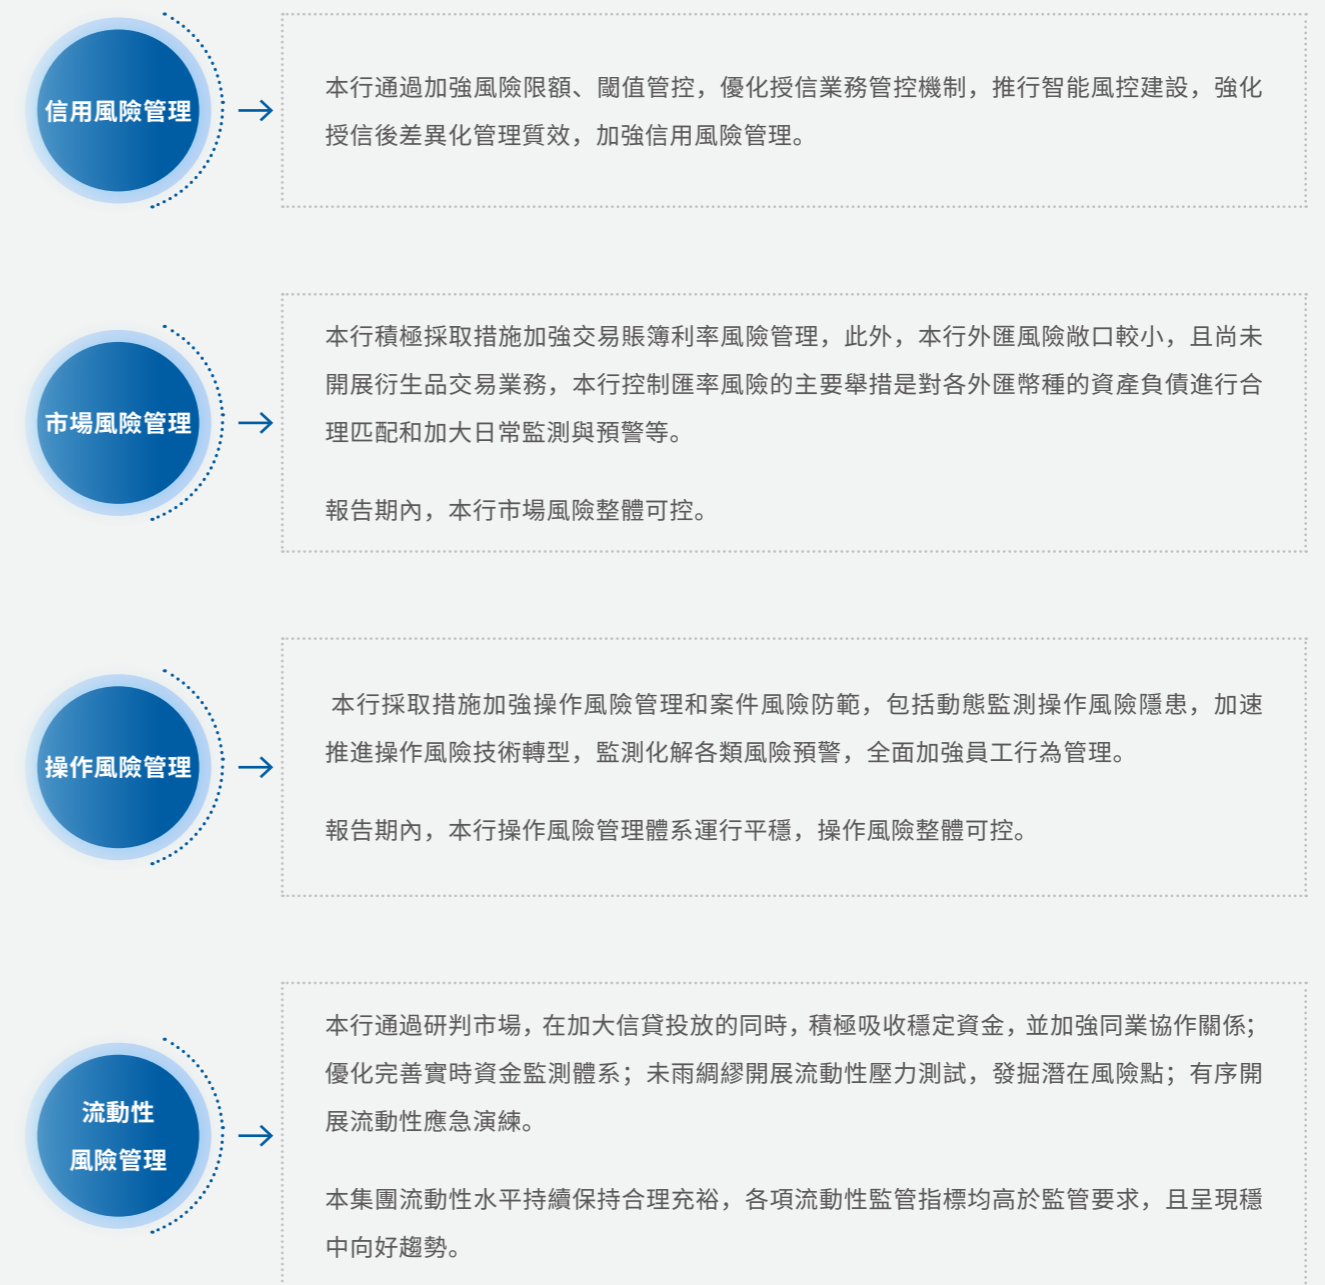 信用風險管理
本行通過加強風險限額、閾值管控，優化授信業務管控機制，推行智能風控建設，強化
授信後差異化管理質效，加強信用風險管理。
市場風險管理
本行積極採取措施加強交易賬簿利率風險管理，此外，本行外匯風險敞口較小，且尚未
開展衍生品交易業務，本行控制匯率風險的主要舉措是對各外匯幣種的資產負債進行合
理匹配和加大日常監測與預警等。
報告期內，本行市場風險整體可控。
操作風險管理
本行採取措施加強操作風險管理和案件風險防範，包括動態監測操作風險隱患，加速
推進操作風險技術轉型，監測化解各類風險預警，全面加強員工行為管理。
報告期內，本行操作風險管理體系運行平穩，操作風險整體可控。
流動性
風險管理
本行通過研判市場，在加大信貸投放的同時，積極吸收穩定資金，並加強同業協作關係；
優化完善實時資金監測體系；未雨綢繆開展流動性壓力測試，發掘潛在風險點；有序開
展流動性應急演練。
本集團流動性水平持續保持合理充裕，各項流動性監管指標均高於監管要求，且呈現穩
中向好趨勢。